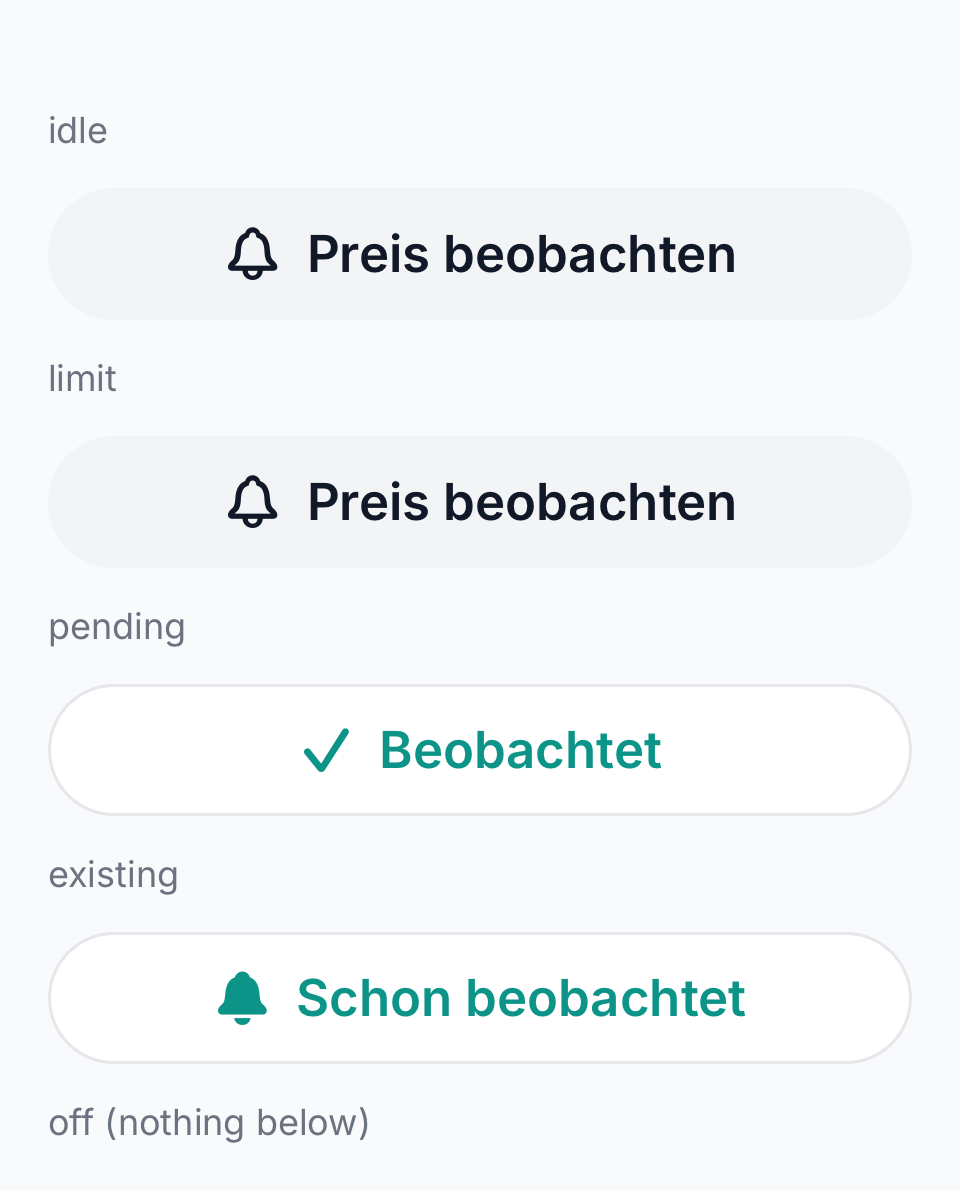 idle
Preis beobachten
limit
Preis beobachten
pending
Beobachtet
existing
Schon beobachtet
off (nothing below)